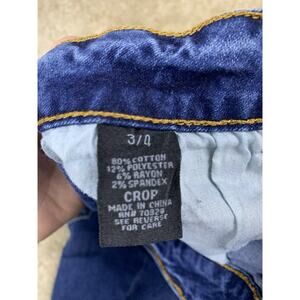 3/0
80% COTTON
12% POLYESTER
6% RAYON
2% SPANDEX
CROP
MADE IN CHINA
RN# 70329
SEE REVERSE
FOR CARE